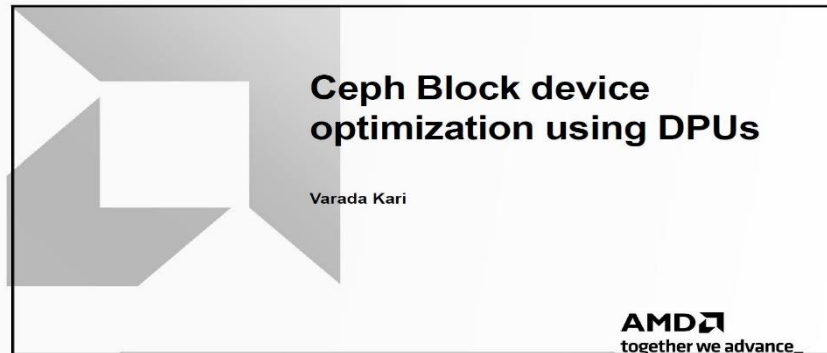 Ceph Block device
optimization using DPUs
Varada Kari
AMD
together we advance_